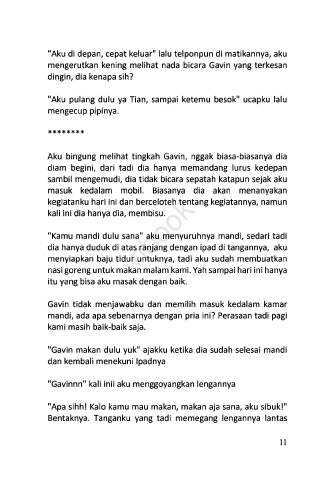 "Aku di depan, cepat keluar" lalu telponpun di matikannya, aku
mengerutkan kening melihat nada bicara Gavin yang terkesan
dingin, dia kenapa sih?
"Aku pulang dulu ya Tian, sampai ketemu besok" ucapku lalu
mengecup pipinya.
********
Aku bingung melihat tingkah Gavin, nggak biasa-biasanya dia
diam begini, dari tadi dia hanya memandang lurus kedepan
sambil mengemudi, dia tidak bicara sepatah katapun sejak aku
masuk kedalam mobil. Biasanya dia akan menanyakan
kegiatanku hari ini dan berceloteh tentang kegiatannya, namun
kali ini dia hanya dia, membisu.
"Kamu mandi dulu sana" aku menyuruhnya mandi, sedari tadi
dia hanya duduk di atas ranjang dengan ipad di tangannya, aku
menyiapkan baju tidur untuknya, tadi aku sudah membuatkan
nasi goreng untuk makan malam kami. Yah sampai hari ini hanya
itu yang bisa aku masak dengan baik.
Gavin tidak menjawabku dan memilih masuk kedalam kamar
mandi, ada apa sebenarnya dengan pria ini? Perasaan tadi pagi
kami masih baik-baik saja.
"Gavin makan dulu yuk" ajakku ketika dia sudah selesai mandi
dan kembali menekuni Ipadnya
"Gavinnn" kali inii aku menggoyangkan lengannya
"Apa sihh! Kalo kamu mau makan, makan aja sana, aku sibuk!"
Bentaknya. Tanganku yang tadi memegang lengannya lantas
11